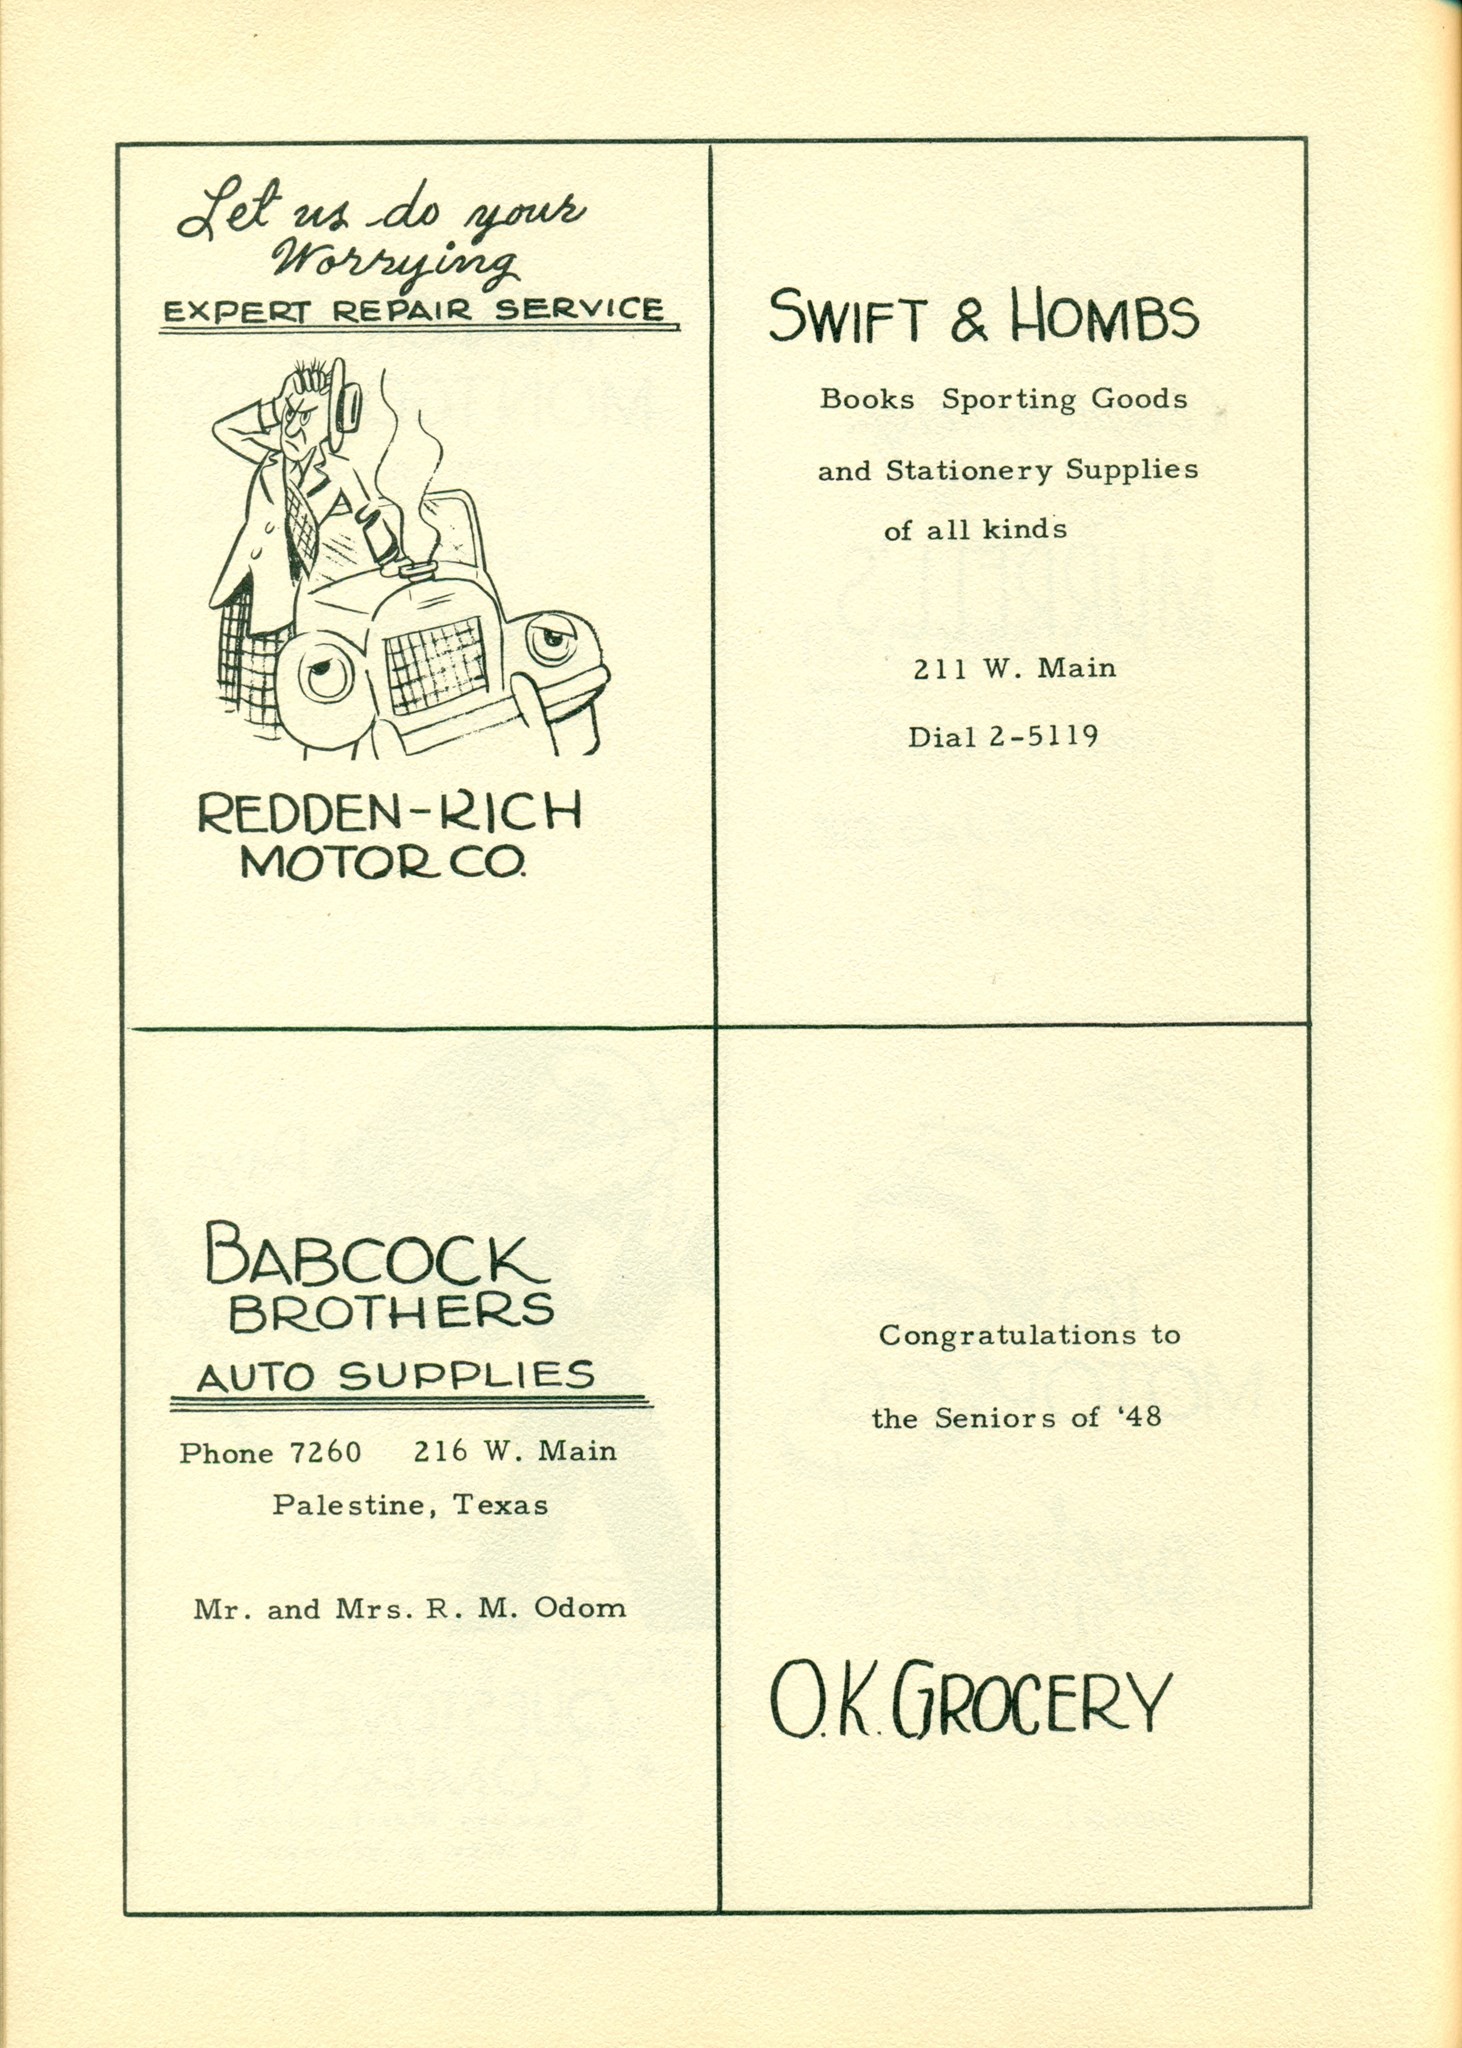 Let us do your
Worrying
EXPERT REPAIR SERVICE
REDDEN-RICH
MOTOR CO.
SWIFT & HOMBS
Books Sporting Goods
and Stationery Supplies
of all kinds
211 W. Main
Dial 2-5119
BABCOCK
BROTHERS
AUTO SUPPLIES
Phone 7260 216 W. Main
Palestine, Texas
Mr. and Mrs. R. M. Odom
Congratulations to
the Seniors of '48
O.K. GROCERY